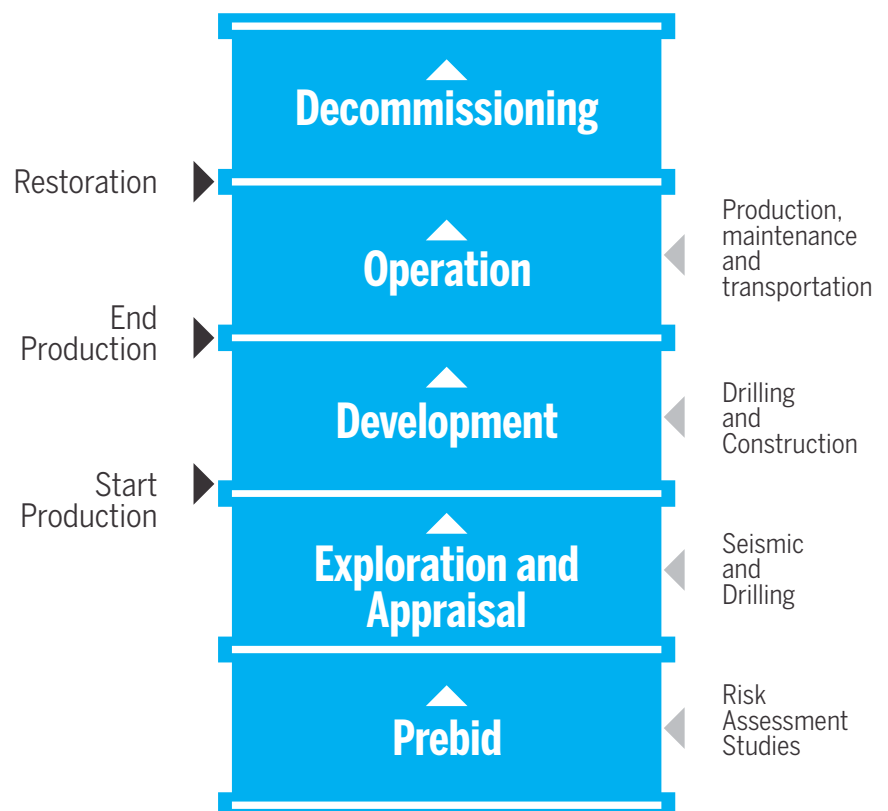 Decommissioning
Restoration
Production,
maintenance
and
transportation
Operation
End
Production
Drilling
and
Construction
Development
Start
Production
Seismic
and
Drilling
Exploration and
Appraisal
Risk
Assessment
Studies
Prebid